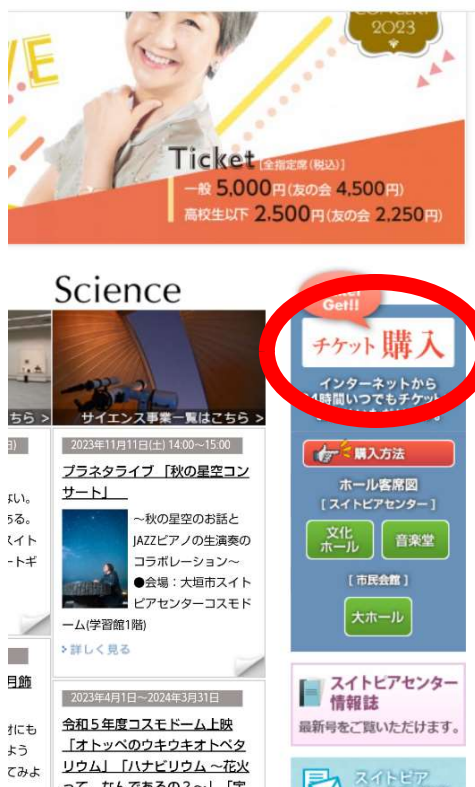 2023
Ticket [全指定席(税込)]
一般 5,000円(友の会 4,500円)
高校生以下 2,500円(友の会 2,250円)
Science
サイエンス事業一覧はこちら >
2023年11月11日(土) 14:00~15:00
プラネタライブ 「秋の星空コン
サート」
~秋の星空のお話と
JAZZピアノの生演奏の
コラボレーション~
●会場：大垣市スイト
ピアセンターコスモド
ーム(学習館1階)
詳しく見る
2023年4月1日~2024年3月31日
令和5年度コスモドーム上映
「オトッペのウキウキオトペタ
リウム」「ハナビリウム ~花火
Get!!
チケット購入
インターネットから
購入方法
ホール客席図
[ スイトピアセンター ]
文化
ホール
音楽堂
[ 市民会館 ]
大ホール
スイトピアセンター
情報誌
最新号をご覧いただけます。
スイトピア